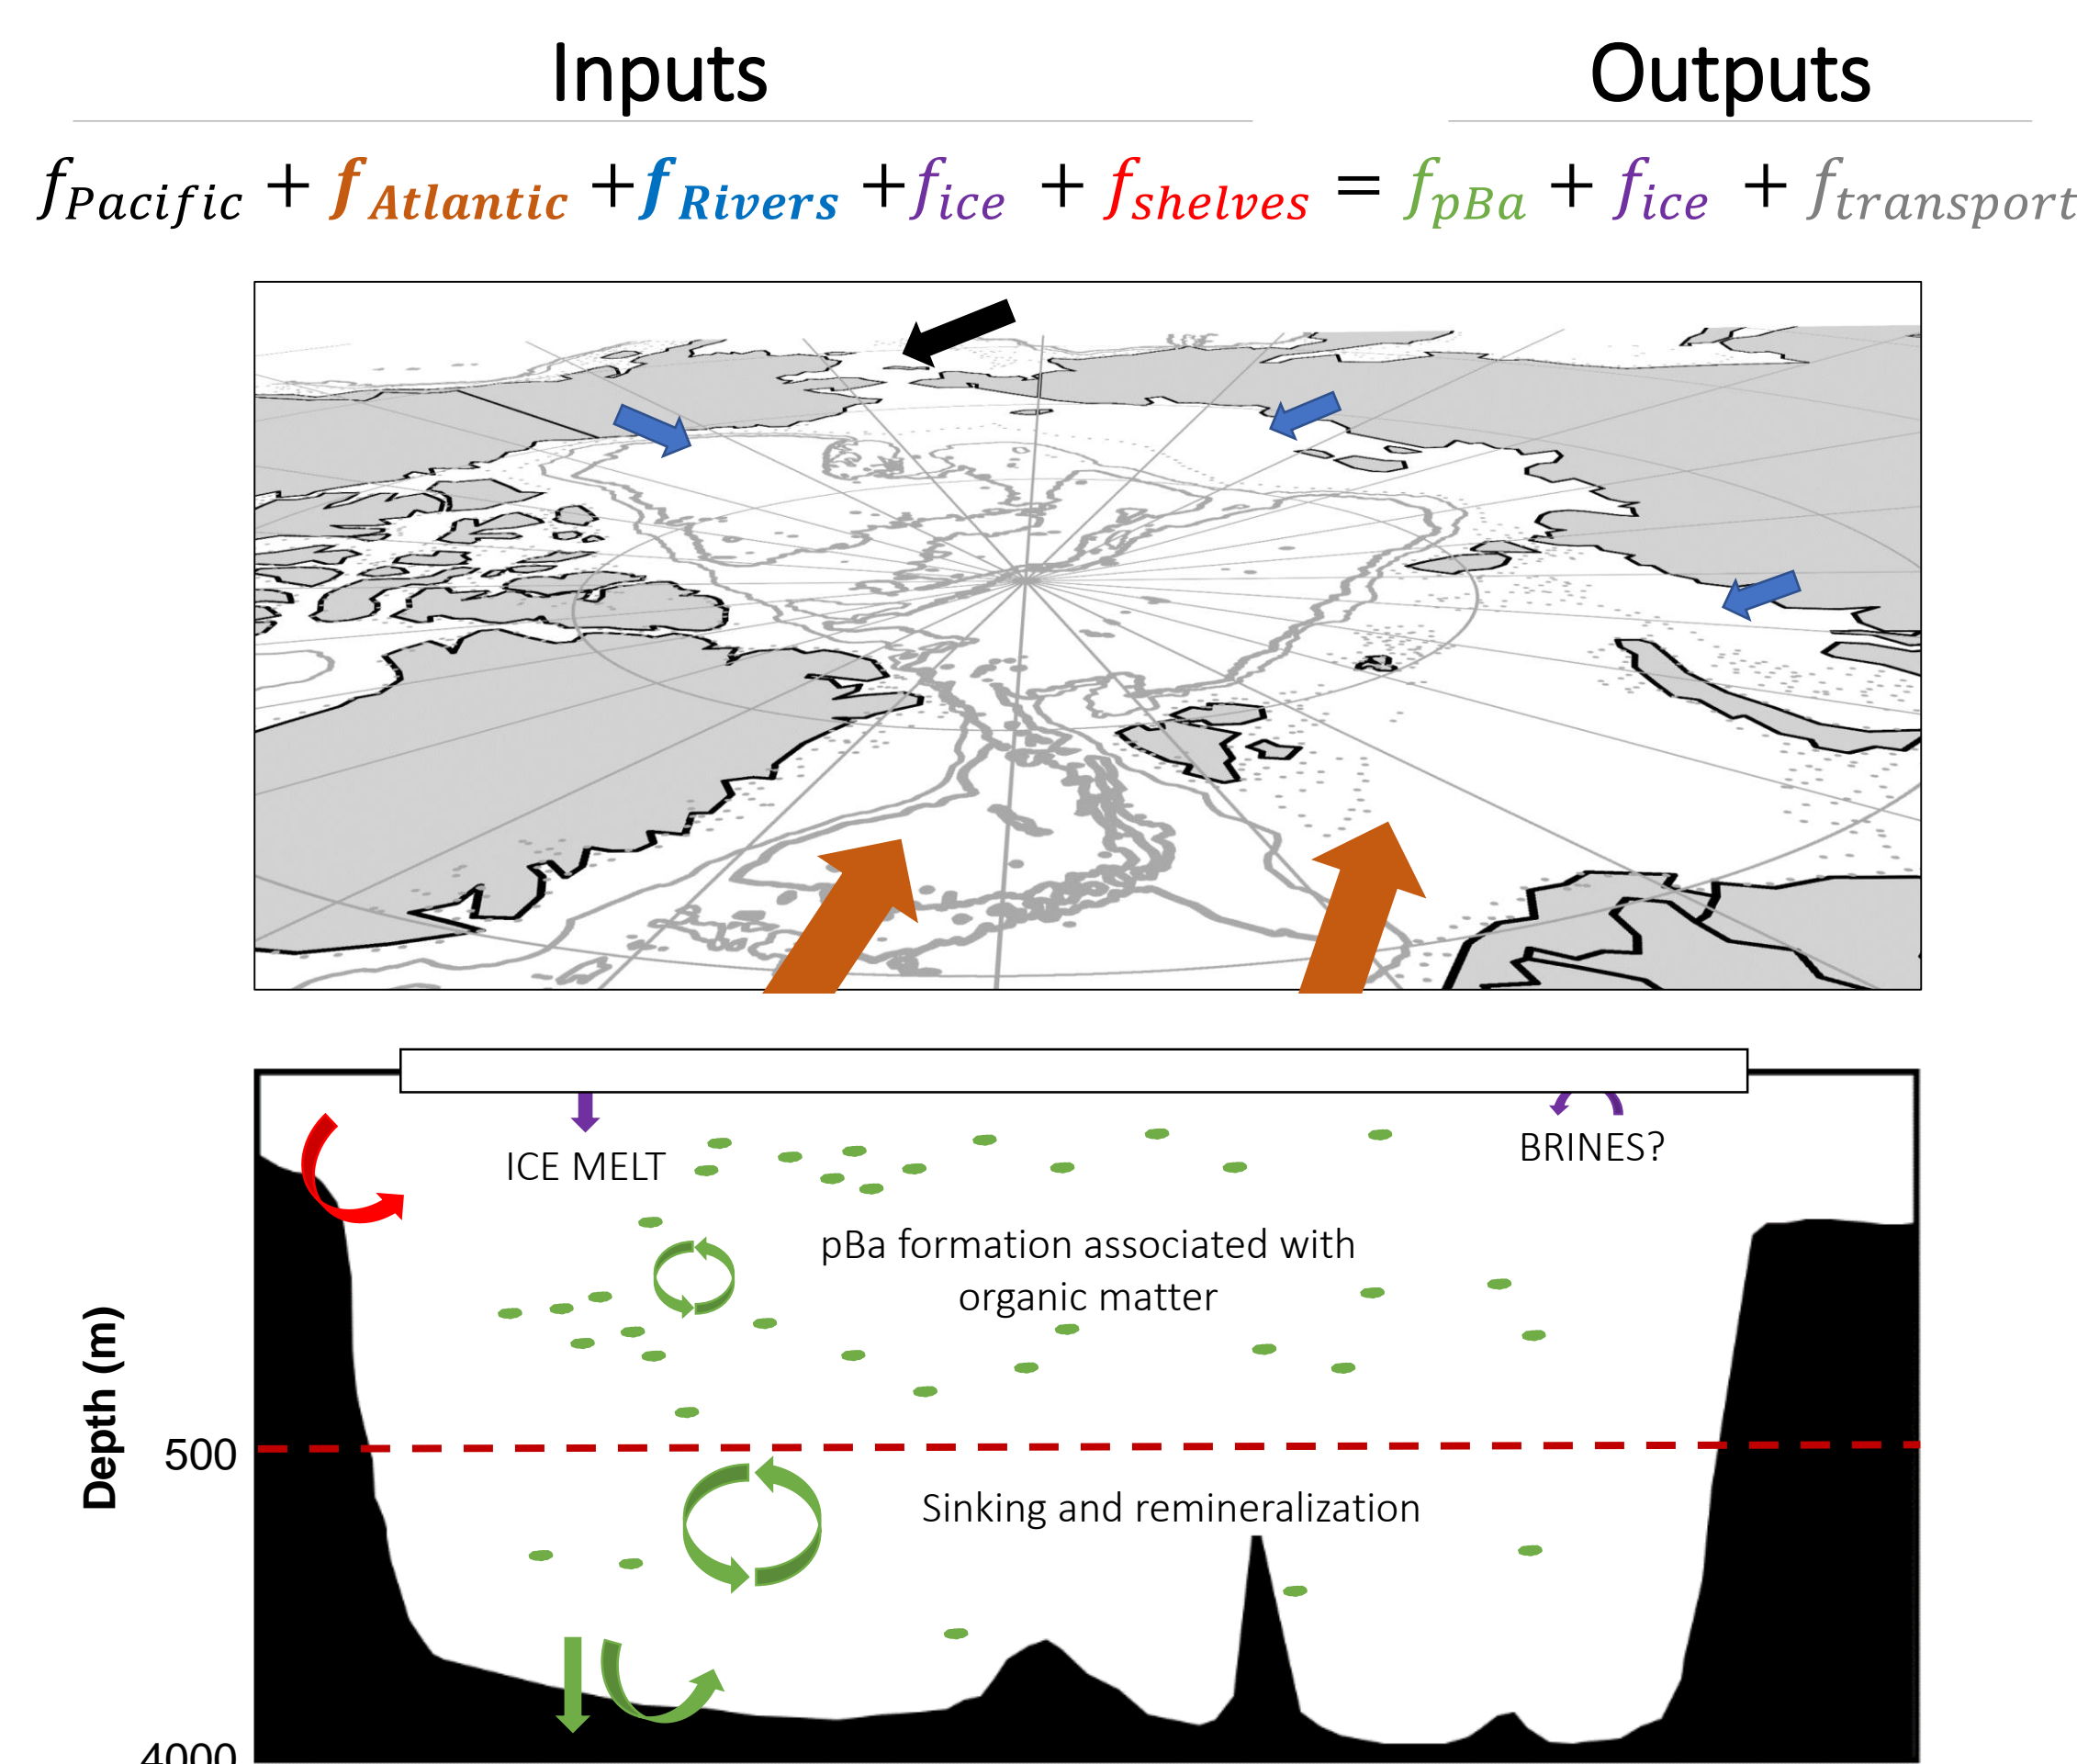 Inputs Outputs
fPacific + fAtlantic + fRivers + fice + fshelves = fpBa + fice + ftransport
ICE MELT
BRINES?
pBa formation associated with
organic matter
Depth (m)
500
Sinking and remineralization
4000